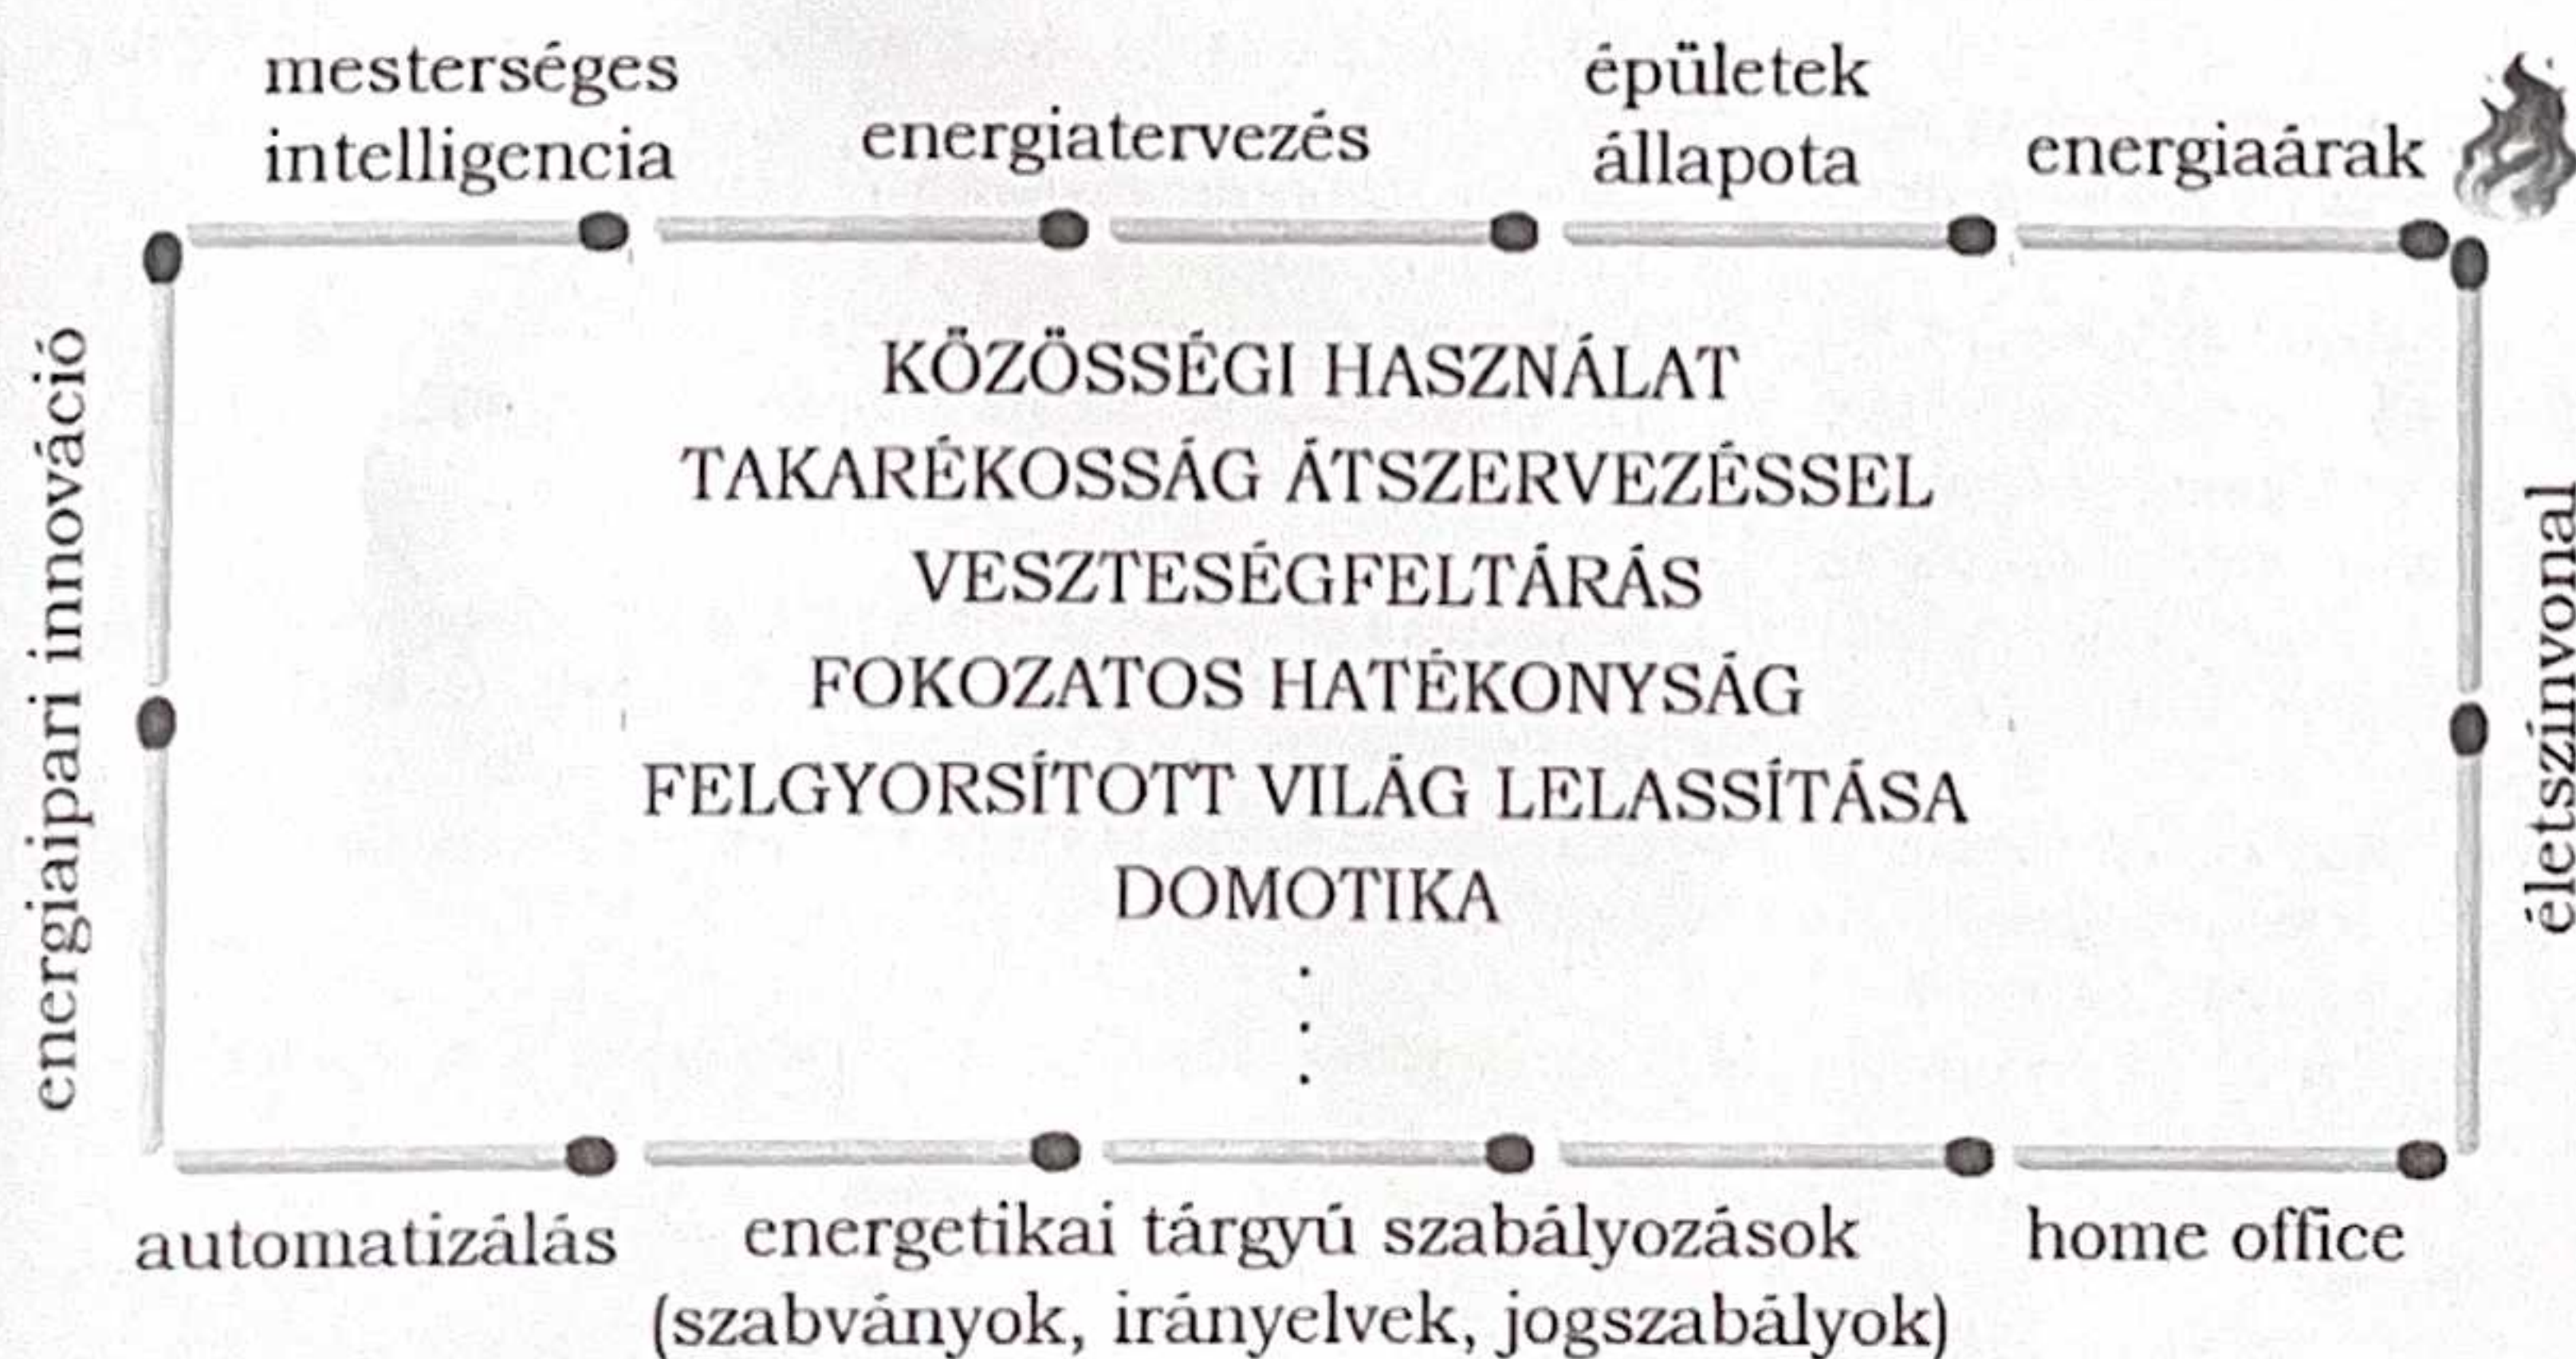 mesterséges
intelligencia
energiatervezés
épületek
állapota
energiaárak
energiaipari innováció
KÖZÖSSÉGI HASZNÁLAT
TAKARÉKOSSÁG ÁTSZERVEZÉSSEL
VESZTESÉGFELTÁRÁS
FOKOZATOS HATÉKONYSÁG
FELGYORSÍTOTT VILÁG LELASSÍTÁSA
DOMOTIKA
.
.
.
életszínvonal
automatizálás
energetikai tárgyú szabályozások
(szabványok, irányelvek, jogszabályok)
home office